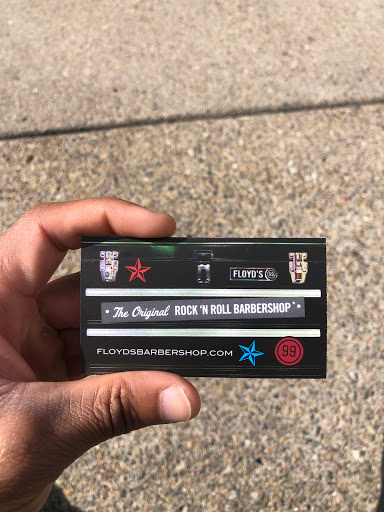 FLOYD'S 99
The Original ROCK 'N ROLL BARBERSHOP
FLOYDSBARBERSHOP.COM
99